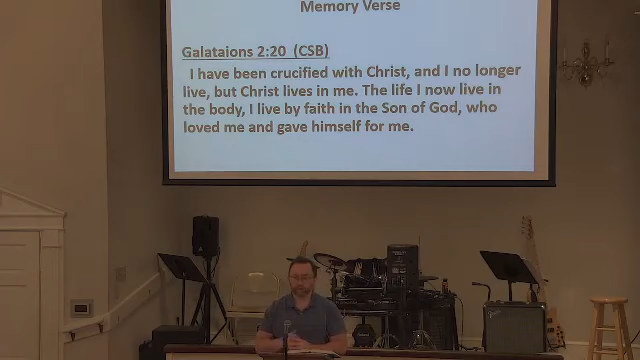 Memory Verse
Galataions 2:20 (CSB)
I have been crucified with Christ, and I no longer
live, but Christ lives in me. The life I now live in
the body, I live by faith in the Son of God, who
loved me and gave himself for me.